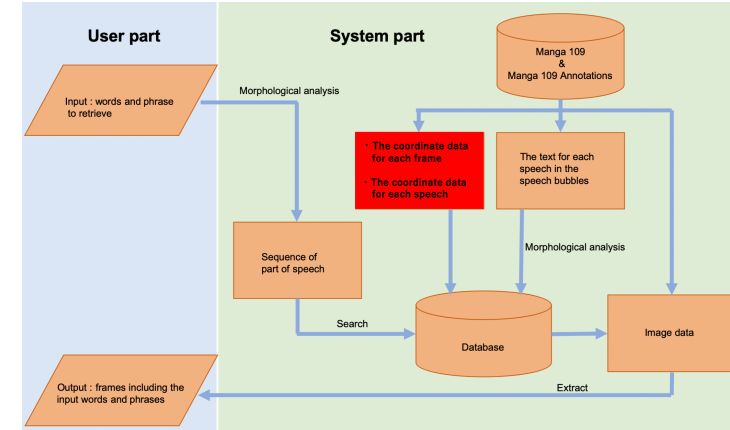 User part
System part
Manga 109
&
Manga 109 Annotations
Input : words and phrase
to retrieve
Morphological analysis
・The coordinate data
for each frame
・The coordinate data
for each speech
The text for each
speech in the
speech bubbles
Morphological analysis
Sequence of
part of speech
Search
Database
Image data
Output : frames including the
input words and phrases
Extract